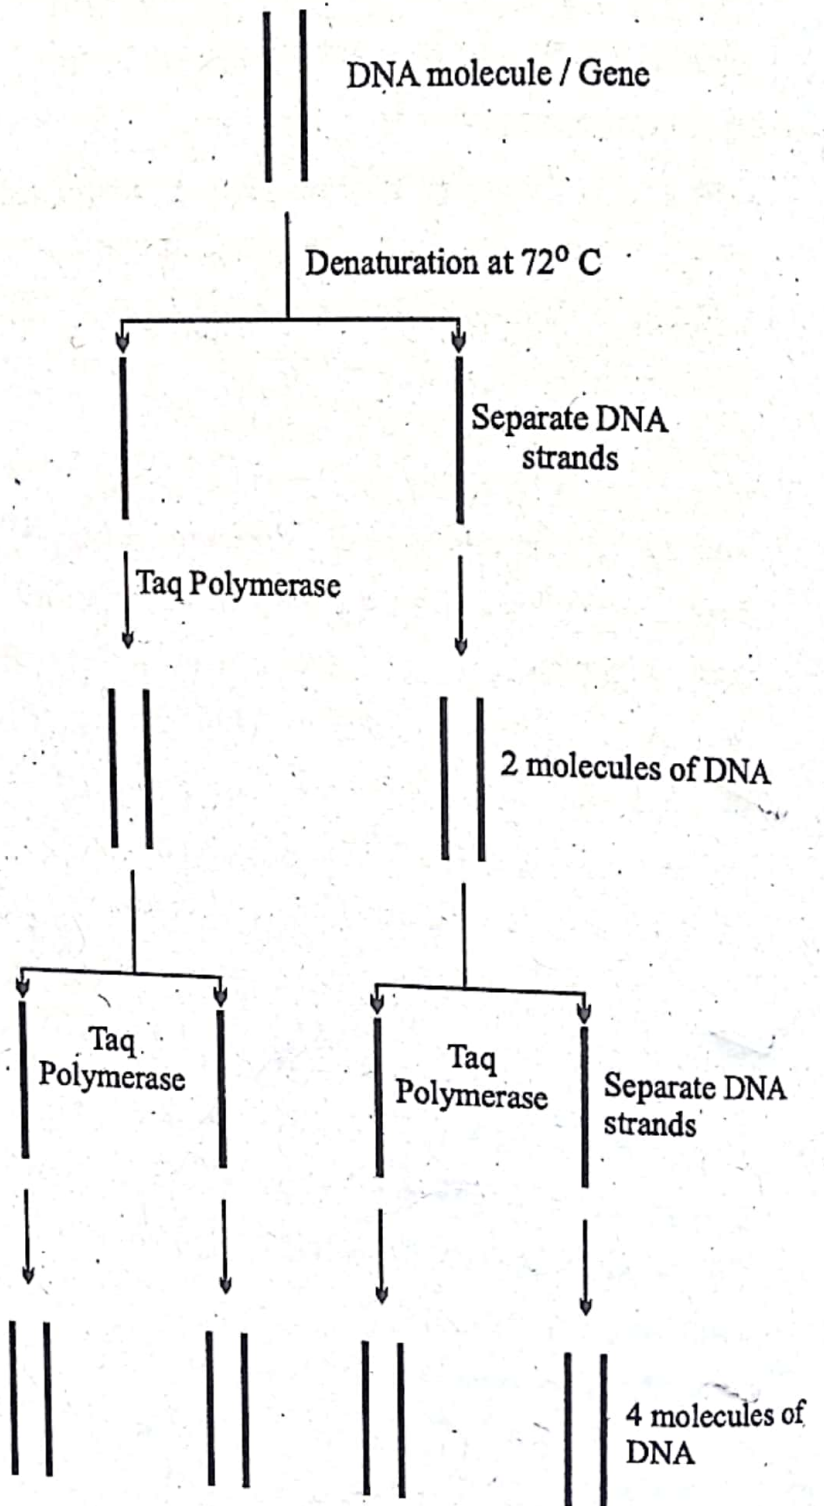 DNA molecule / Gene
Denaturation at 72⁰ C
Separate DNA
strands
Taq Polymerase
2 molecules of DNA
Taq
Polymerase
Taq
Polymerase
Separate DNA
strands
4 molecules of
DNA